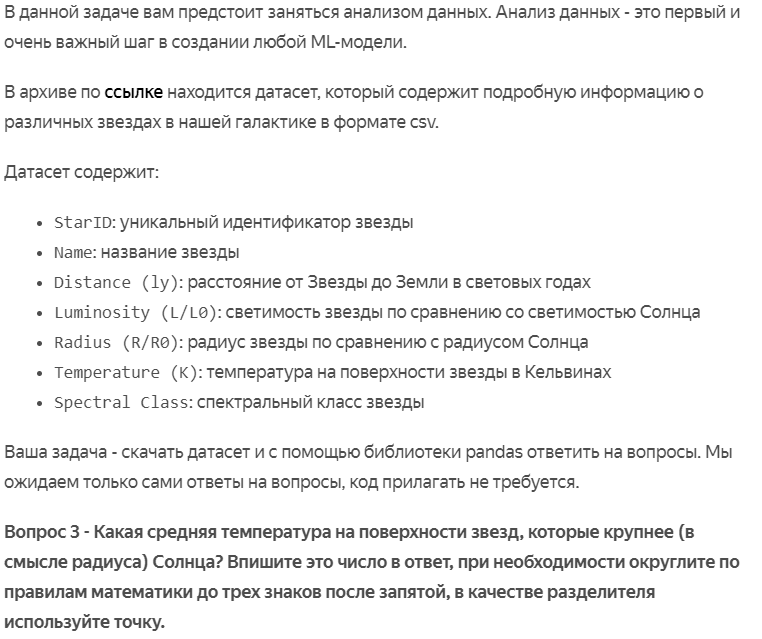 В данной задаче вам предстоит заняться анализом данных. Анализ данных - это первый и
очень важный шаг в создании любой ML-модели.
В архиве по ссылке находится датасет, который содержит подробную информацию о
различных звездах в нашей галактике в формате csv.
Датасет содержит:
• StarID: уникальный идентификатор звезды
• Name: название звезды
• Distance (ly): расстояние от Звезды до Земли в световых годах
• Luminosity (L/L0): светимость звезды по сравнению со светимостью Солнца
• Radius (R/R0): радиус звезды по сравнению с радиусом Солнца
• Temperature (K): температура на поверхности звезды в Кельвинах
• Spectral Class: спектральный класс звезды
Ваша задача - скачать датасет и с помощью библиотеки pandas ответить на вопросы. Мы
ожидаем только сами ответы на вопросы, код прилагать не требуется.
Вопрос 3 - Какая средняя температура на поверхности звезд, которые крупнее (в
смысле радиуса) Солнца? Впишите это число в ответ, при необходимости округлите по
правилам математики до трех знаков после запятой, в качестве разделителя
используйте точку.